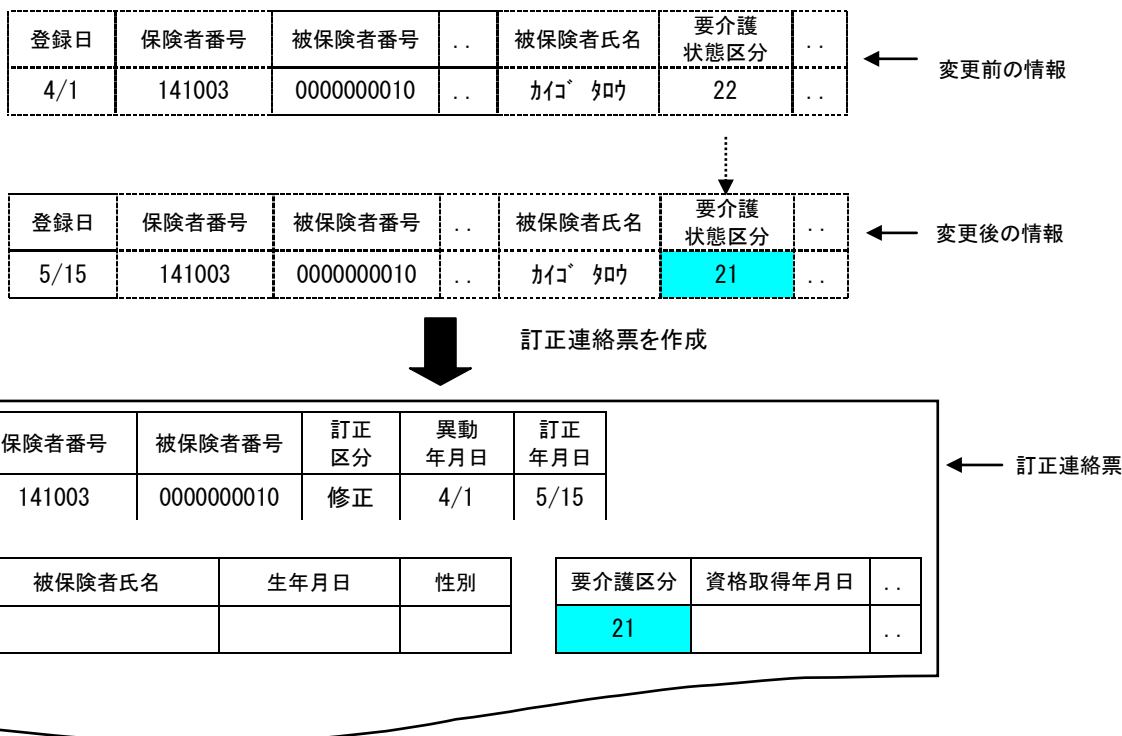 登録日 保険者番号 被保険者番号 .. 被保険者氏名 要介護状態区分 ..
4/1 141003 0000000010 .. ｶｲｺﾞ ﾀﾛｳ 22 ..
変更前の情報
登録日 保険者番号 被保険者番号 .. 被保険者氏名 要介護状態区分 ..
5/15 141003 0000000010 .. ｶｲｺﾞ ﾀﾛｳ 21 ..
変更後の情報
訂正連絡票を作成
保険者番号 被保険者番号 訂正区分 異動年月日 訂正年月日
141003 0000000010 修正 4/1 5/15
訂正連絡票
被保険者氏名 生年月日 性別 要介護区分 資格取得年月日 ..
21 ..